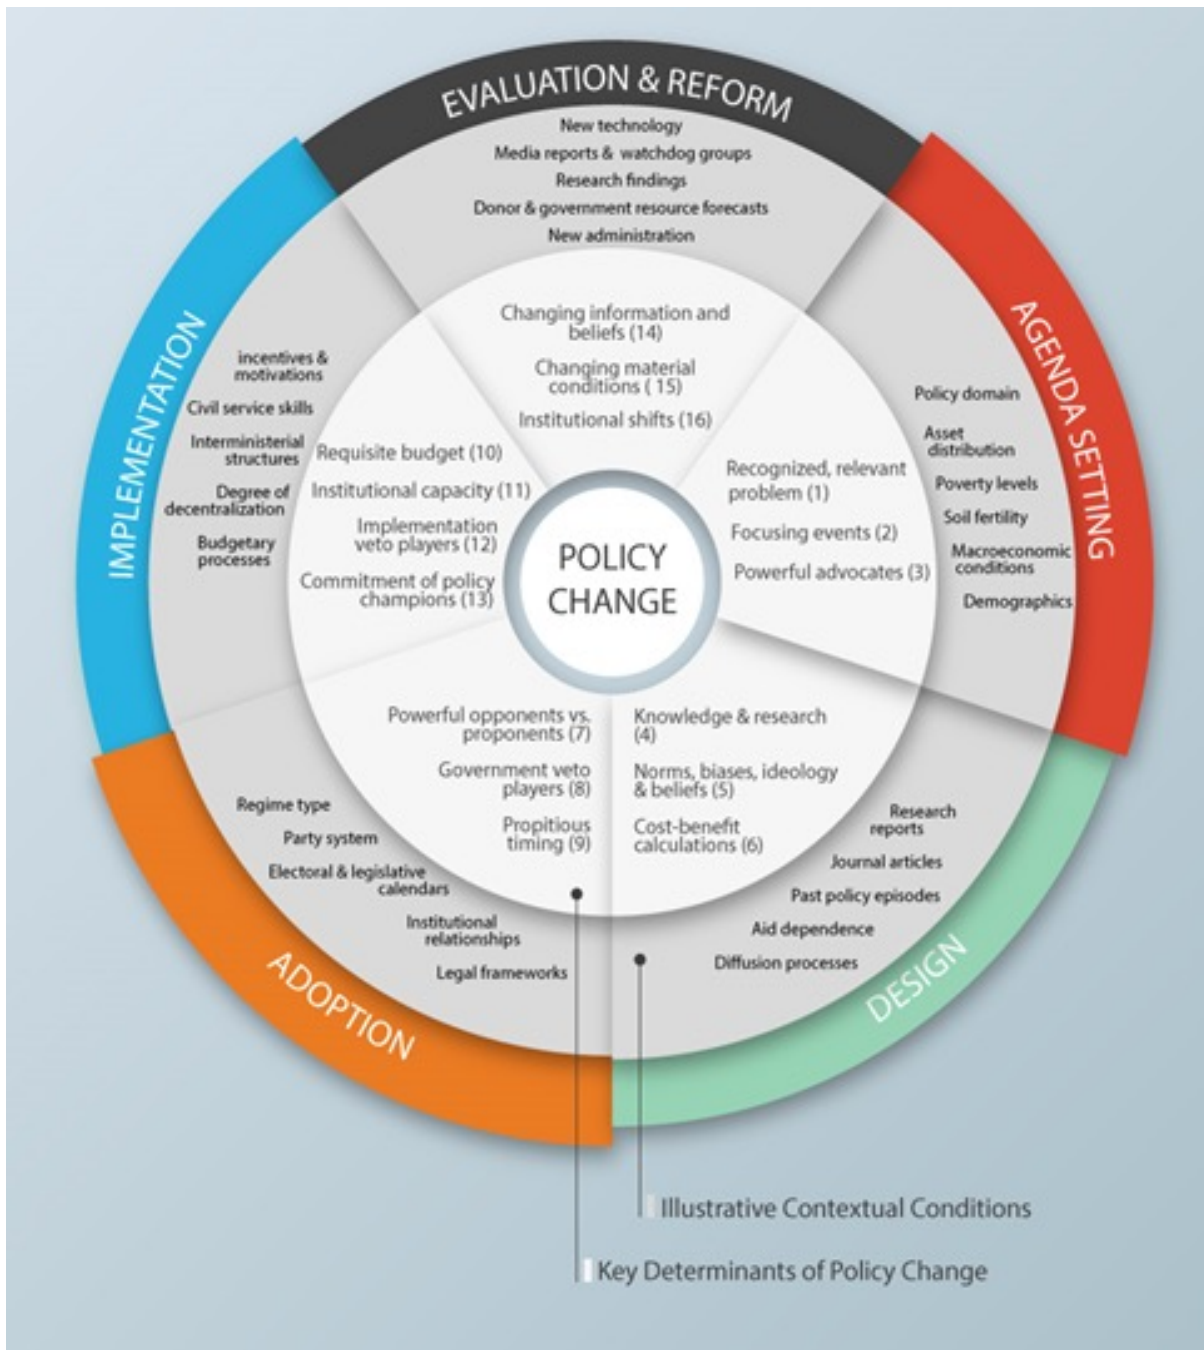 EVALUATION & REFORM
New technology
Media reports & watchdog groups
Research findings
Donor & government resource forecasts
New administration
Changing information and
beliefs (14)
Changing material
conditions ( 15)
Institutional shifts (16)
AGENDA SETTING
Policy domain
Asset
distribution
Poverty levels
Soil fertility
Macroeconomic
conditions
Demographics
Recognized, relevant
problem (1)
Focusing events (2)
Powerful advocates (3)
DESIGN
Knowledge & research
(4)
Norms, biases, ideology
& beliefs (5)
Cost-benefit
calculations (6)
Research
reports
Journal articles
Past policy episodes
Aid dependence
Diffusion processes
ADOPTION
Powerful opponents vs.
proponents (7)
Government veto
players (8)
Propitious
timing (9)
Regime type
Party system
Electoral & legislative
calendars
Institutional
relationships
Legal frameworks
IMPLEMENTATION
incentives &
motivations
Civil service skills
Interministerial
structures
Degree of
decentralization
Budgetary
processes
Requisite budget (10)
Institutional capacity (11)
Implementation
veto players (12)
Commitment of policy
champions (13)
POLICY
CHANGE
Illustrative Contextual Conditions
Key Determinants of Policy Change